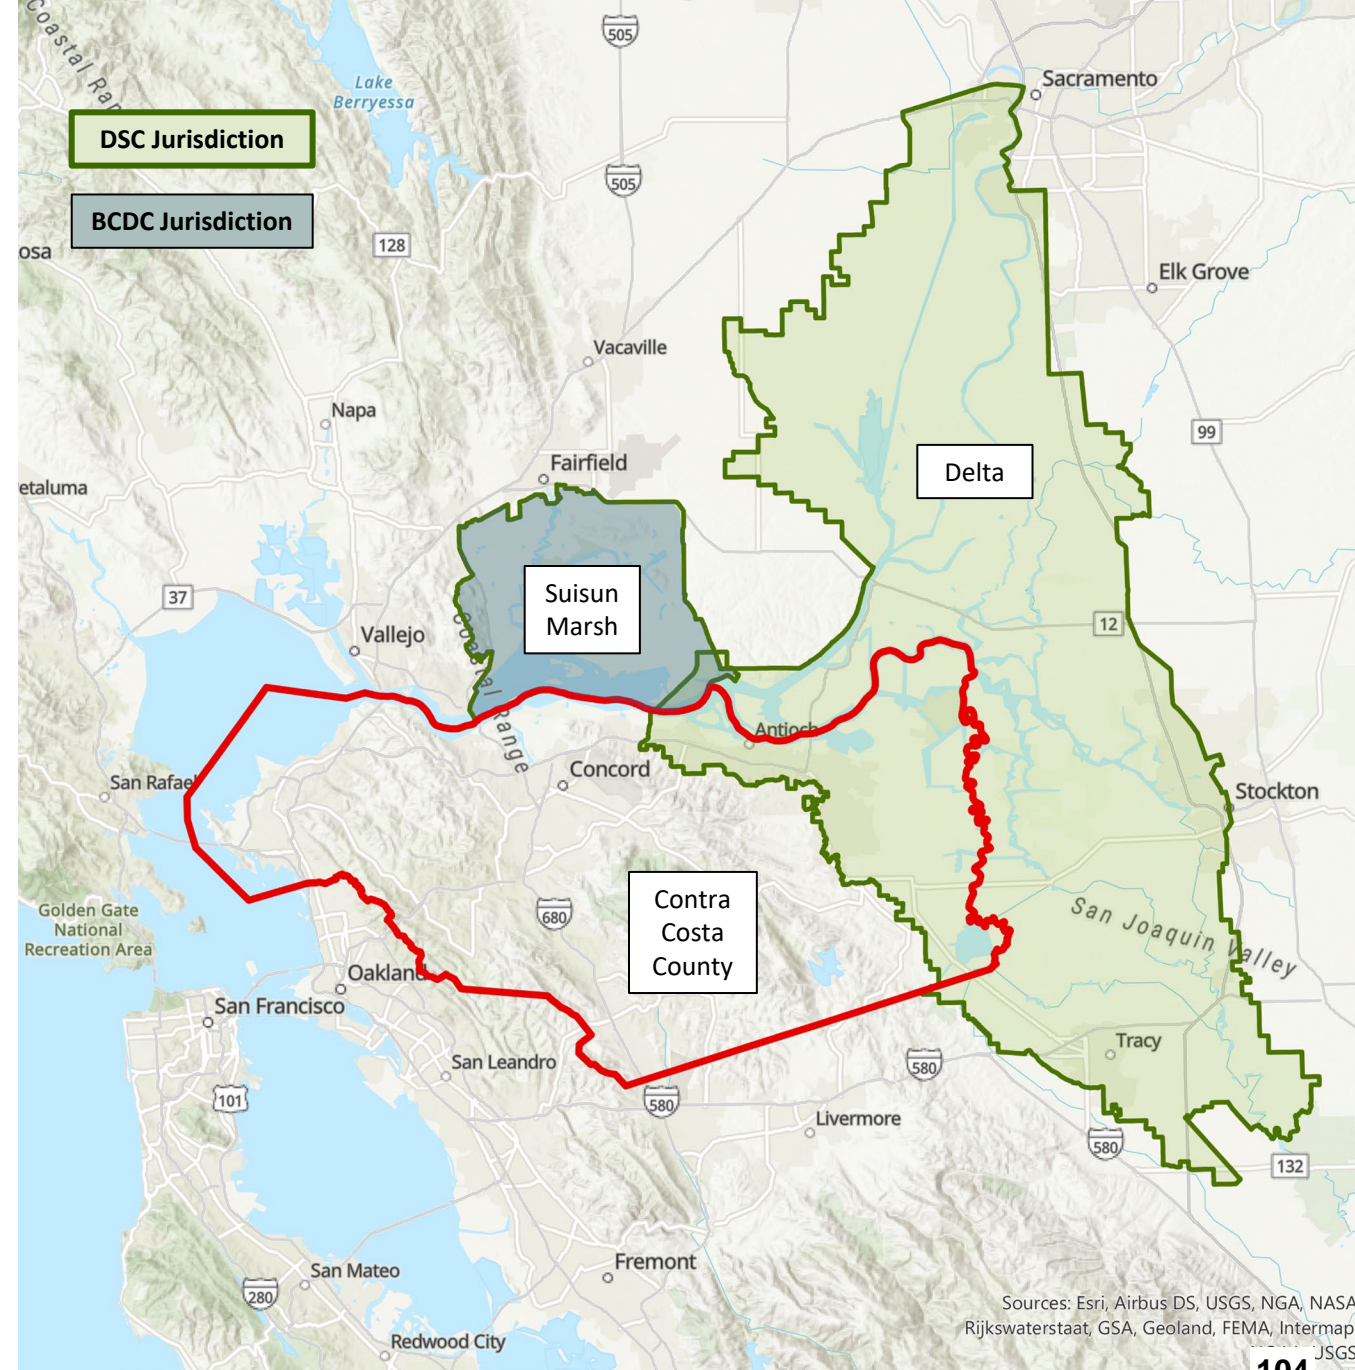 Coastal Ran
505
Sacramento
Lake
Berryessa
DSC Jurisdiction
505
BCDC Jurisdiction
128
osa
Elk Grove
Vacaville
Napa
99
Delta
Fairfield
etaluma
Suisun
Marsh
37
12
Vallejo
Coastal Range
Antioch
San Rafael
Concord
Stockton
Contra
Costa
County
680
Golden Gate
National
Recreation Area
San Joaquin Valley
Oakland
San Francisco
Tracy
San Leandro
580
101
580
Livermore
580
132
Fremont
San Mateo
280
Sources: Esri, Airbus DS, USGS, NGA, NASA
Rijkswaterstaat, GSA, Geoland, FEMA, Intermap
Redwood City
USGS
104